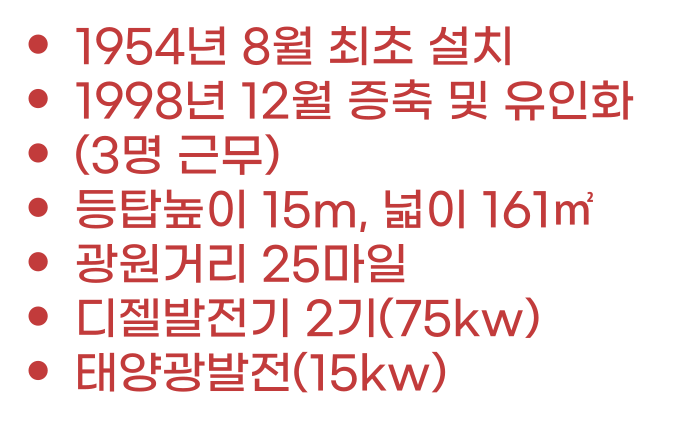 • 1954년 8월 최초 설치
• 1998년 12월 증축 및 유인화
• (3명 근무)
• 등탑높이 15m, 넓이 161㎡
• 광원거리 25마일
• 디젤발전기 2기(75kw)
• 태양광발전(15kw)